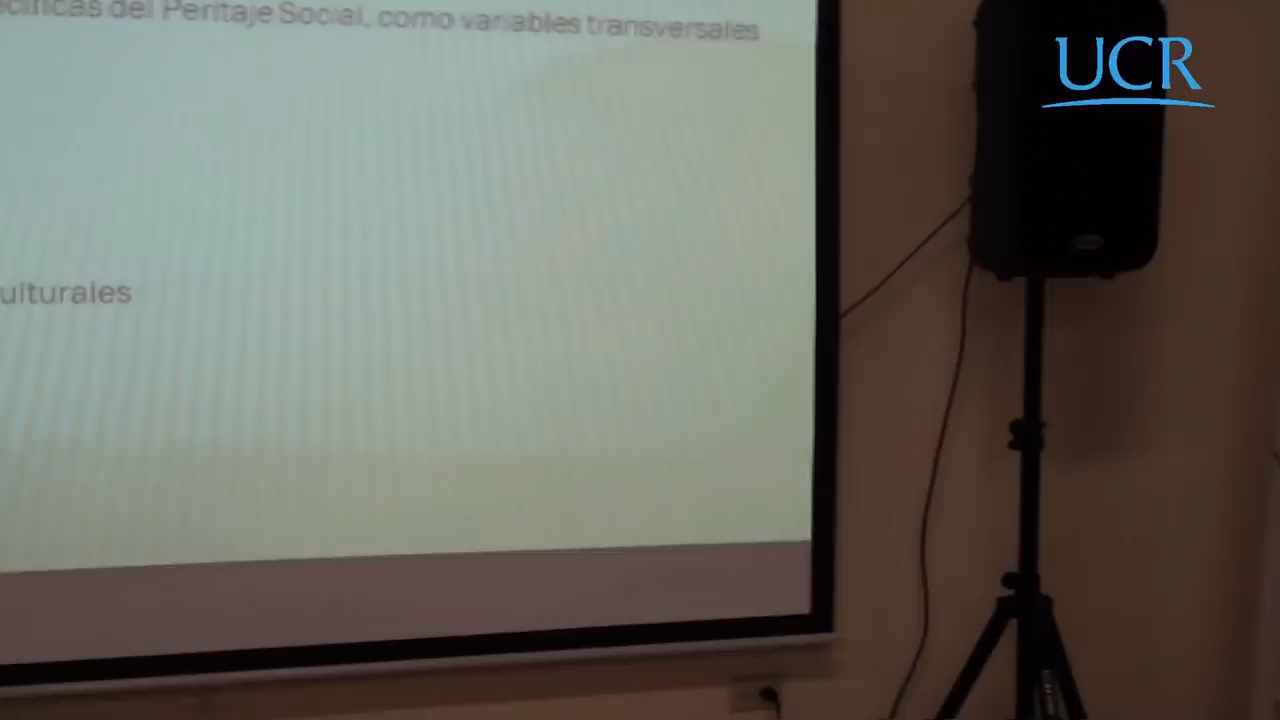 del Peritaje Social, como variables transversales
UCR
ulturales